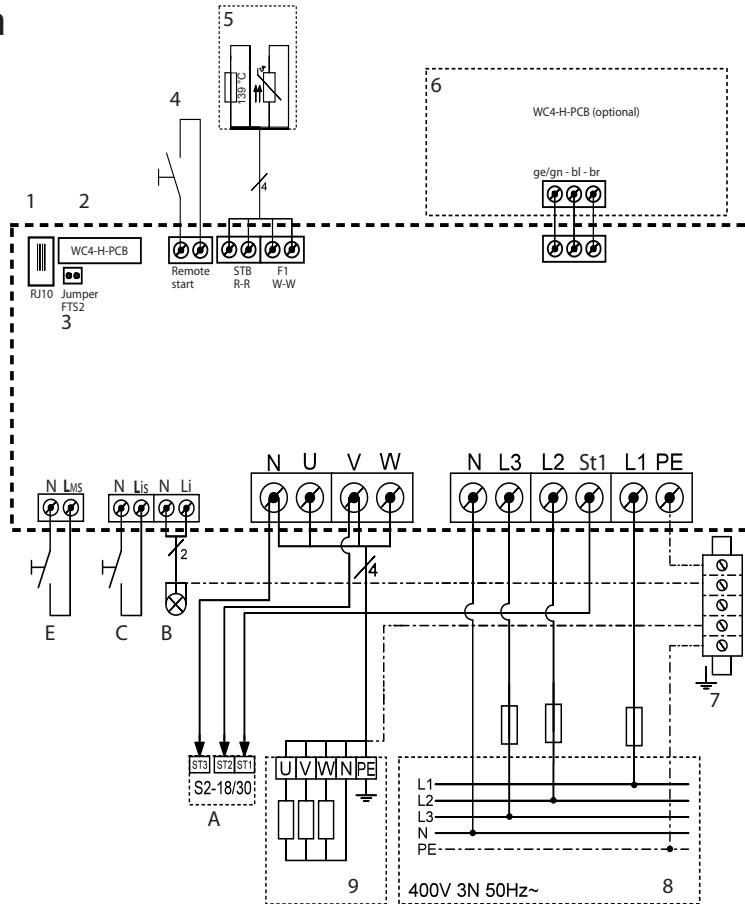 5
139 °C
6
WC4-H-PCB (optional)
4
ge/gn - bl - br
4
1
2
WC4-H-PCB
RJ10
Jumper
FTS2
3
Remote
start
STB
R-R
F1
W-W
N U V W
N L3 L2 St1 L1 PE
N LMS
N Lis
N Li
2
4
E
C
B
7
ST3 ST2 ST1
S2-18/30
A
U V W N PE
9
L1
L2
L3
N
PE
400V 3N 50Hz~
8